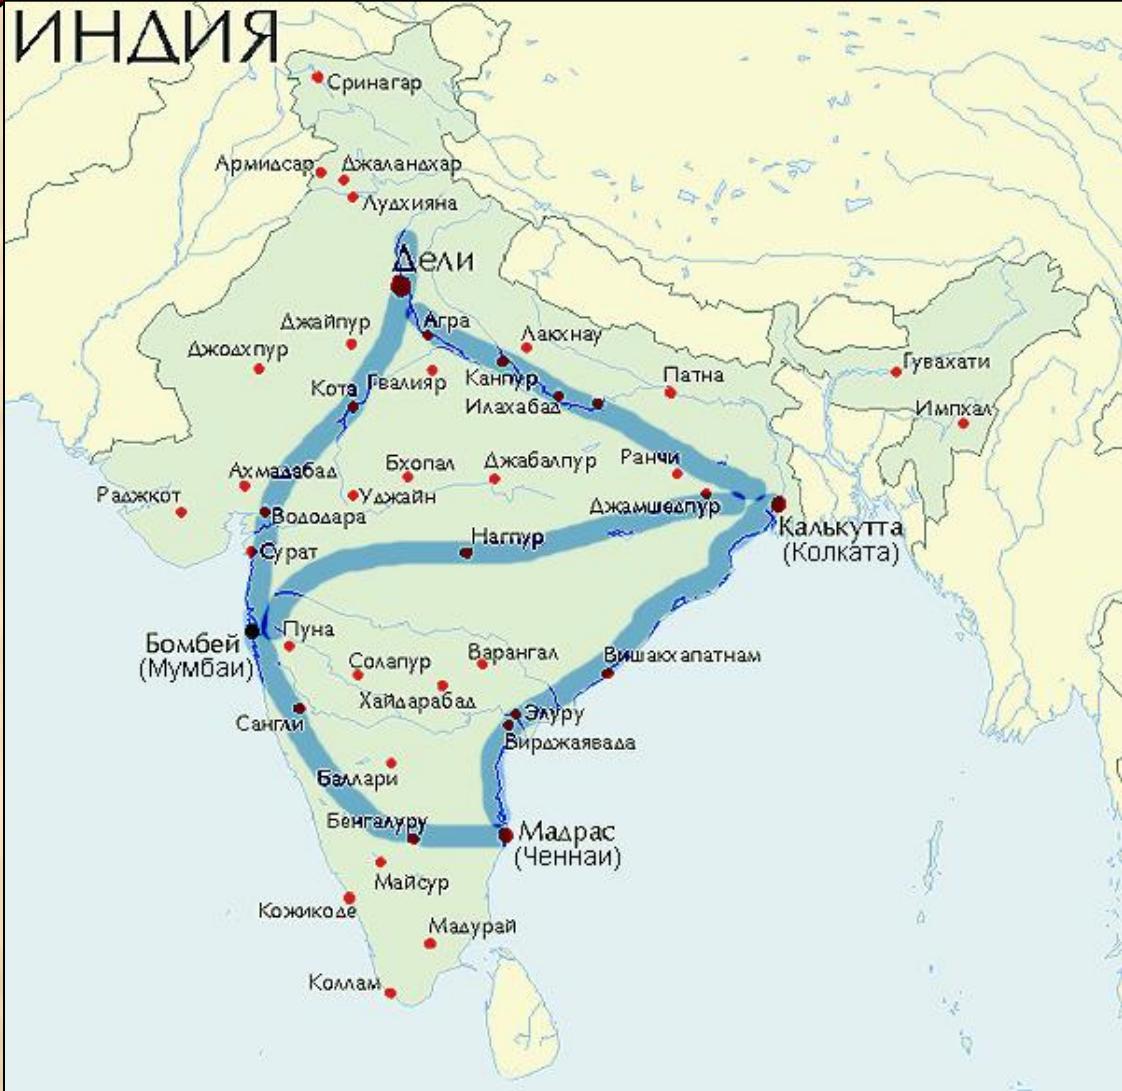 ИНДИЯ
Сринагар
Армидсар
Джаландхар
Лудхияна
Дели
Джайпур
Агра
Лакхнау
Джодхпур
Гвалияр
Канпур
Патна
Гувахати
Кота
Илахабад
Импхал
Ахмадабад
Бхопал
Джабалпур
Ранчи
Раджкот
Уджайн
Джамшедпур
Вododара
Калькутта
(Колката)
Нагпур
Сурат
Пуна
Бомбей
(Мумбаи)
Солапур
Варангал
Вишакхапатнам
Хайдарабад
Сангли
Элуру
Вирджаявада
Баллари
Бенгалуру
Мадрас
(Ченнаи)
Майсур
Кожикоде
Мадурай
Коллам